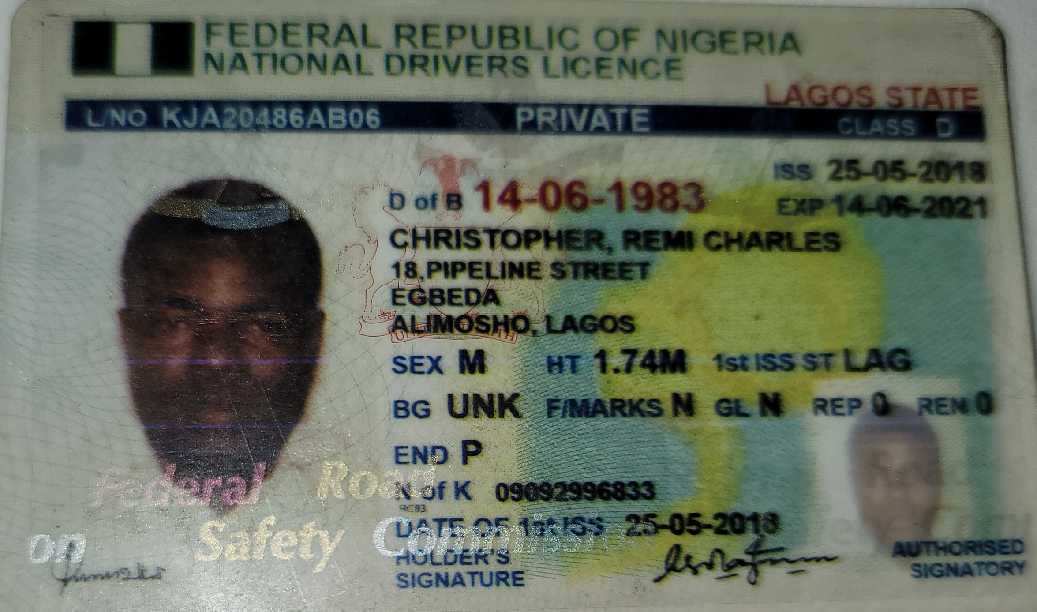 FEDERAL REPUBLIC OF NIGERIA
NATIONAL DRIVERS LICENCE
LAGOS STATE
L/NO KJA20486AB06 PRIVATE CLASS D
ISS 25-05-2018
D of B 14-06-1983 EXP 14-06-2021
CHRISTOPHER, REMI CHARLES
18,PIPELINE STREET
EGBEDA
ALIMOSHO, LAGOS
SEX M HT 1.74M 1st ISS ST LAG
BG UNK F/MARKS N GL N REP 0 REN 0
END P
Federal Road
N of K 09092996833
DATE OF 1st ISS 25-05-2018
on Safety Commiss
HOLDER'S
SIGNATURE
AUTHORISED
SIGNATORY